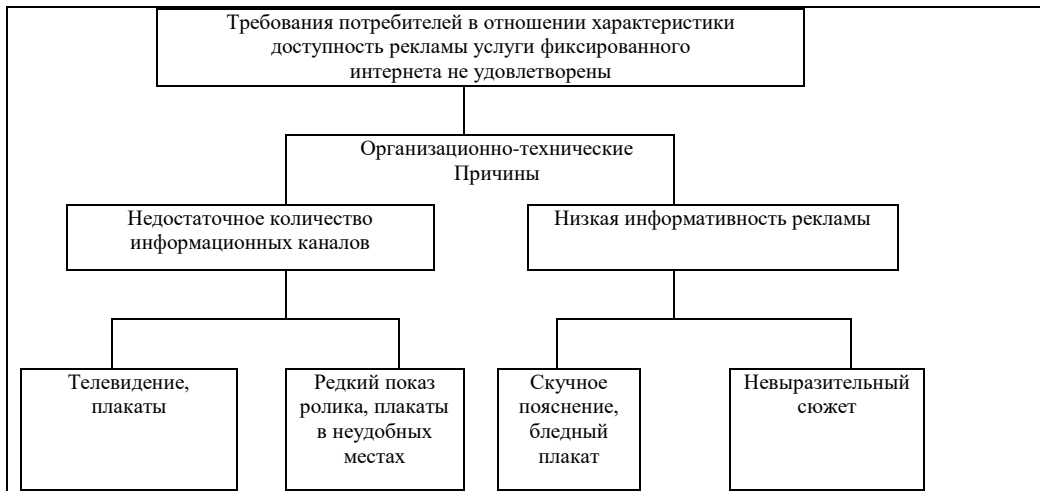 Требования потребителей в отношении характеристики
доступность рекламы услуги фиксированного
интернета не удовлетворены
Организационно-технические
Причины
Недостаточное количество
информационных каналов
Низкая информативность рекламы
Телевидение,
плакаты
Редкий показ
ролика, плакаты
в неудобных
местах
Скучное
пояснение,
бледный
плакат
Невыразительный
сюжет